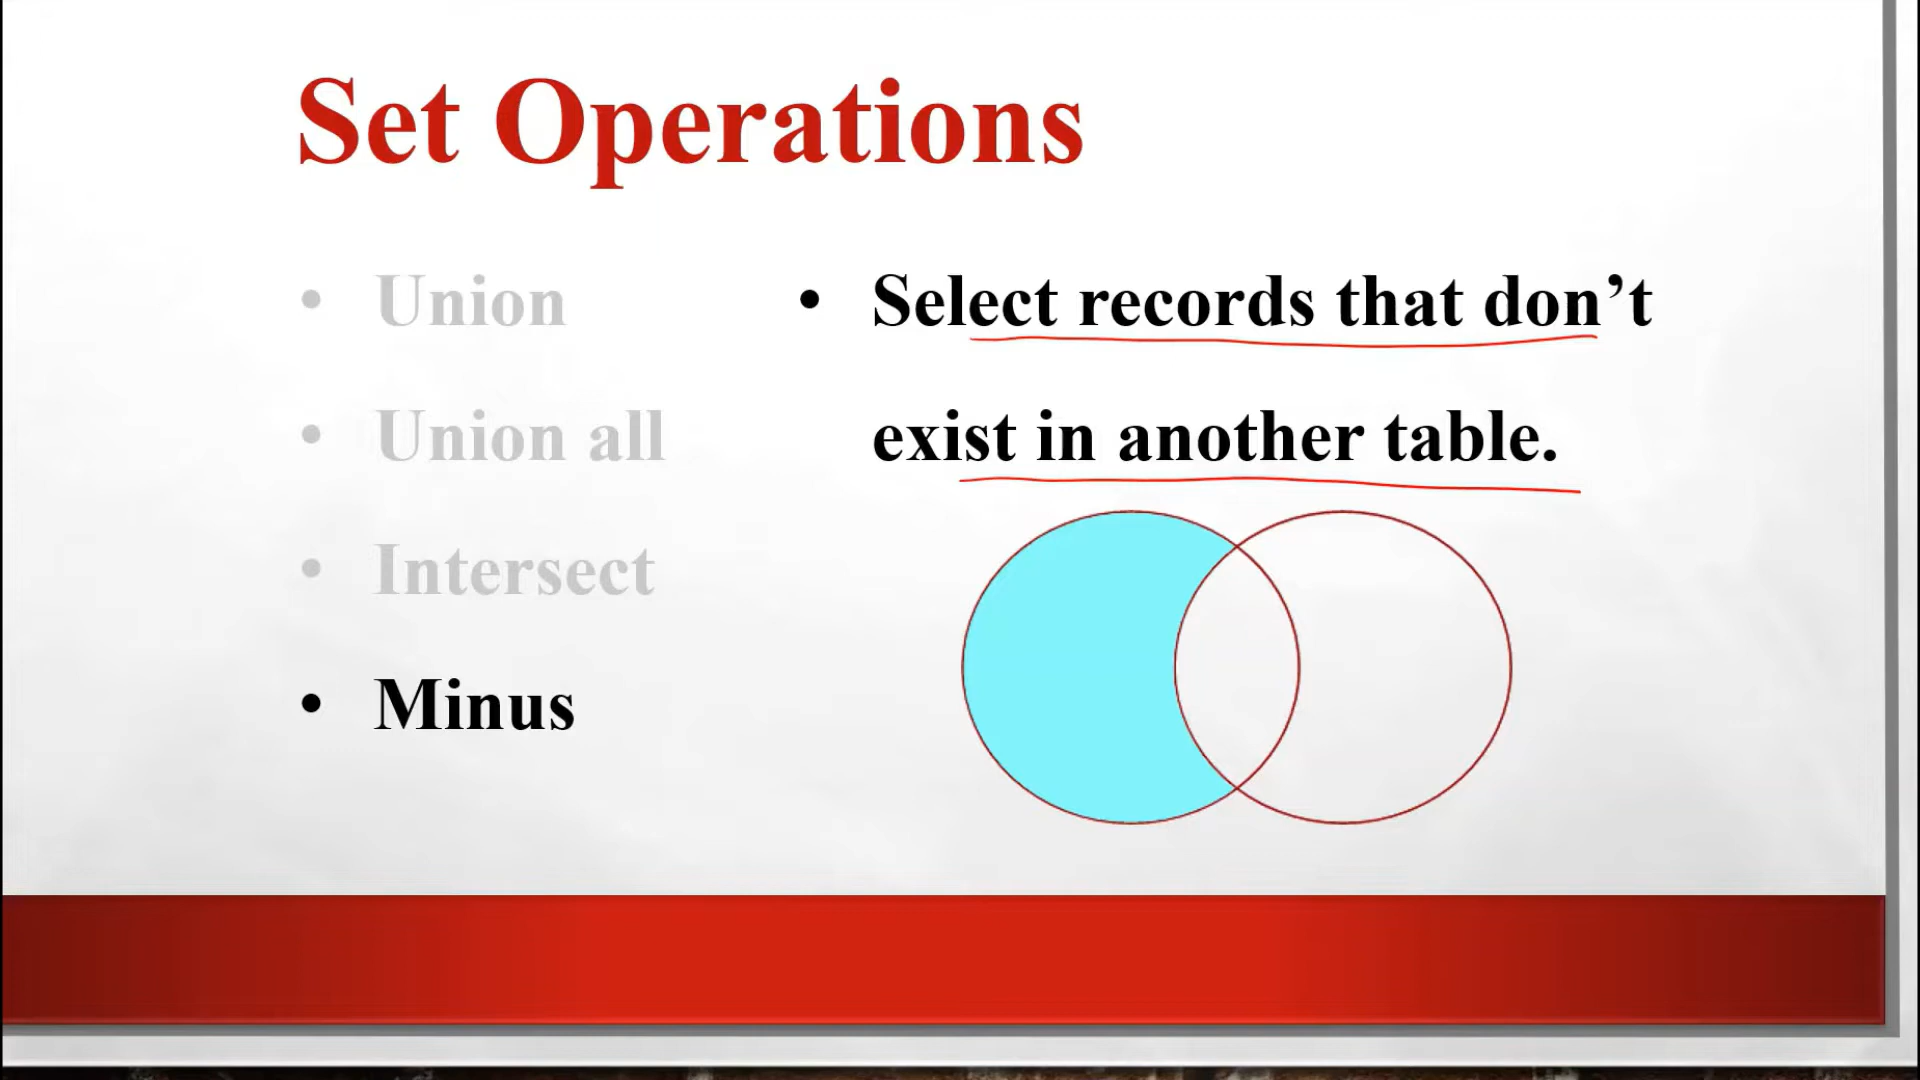 Set Operations
• Union
• Union all
• Intersect
• Minus
• Select records that don’t
exist in another table.